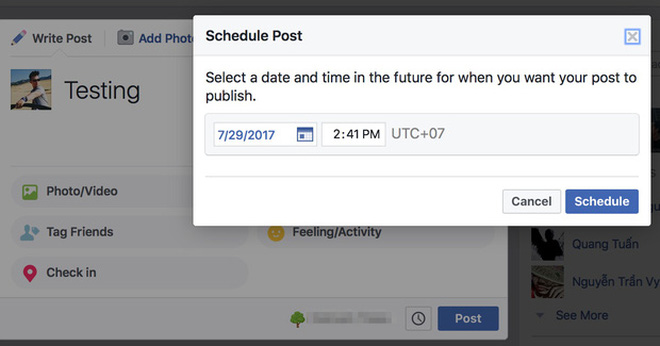 Write Post
Add Phot
Testing
Photo/Video
Tag Friends
Feeling/Activity
Check in
Post
Schedule Post
Select a date and time in the future for when you want your post to
publish.
7/29/2017
2:41 PM
UTC+07
Cancel
Schedule
Quang Tuấn
Nguyễn Trần Vy
See More